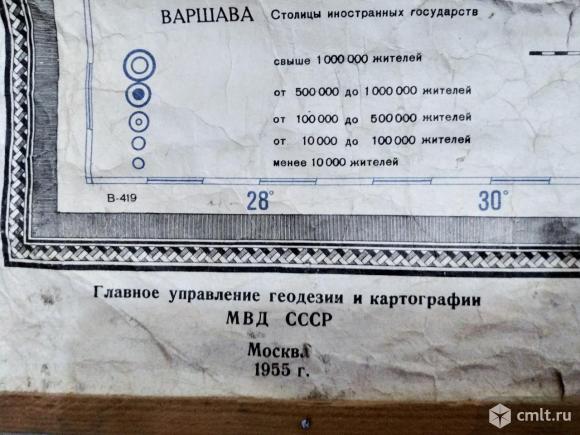 ВАРШАВА Столицы иностранных государств
свыше 1 000 000 жителей
от 500 000 до 1 000 000 жителей
от 100 000 до 500 000 жителей
от 10 000 до 100 000 жителей
менее 10 000 жителей
В-419
28° 30°
Главное управление геодезии и картографии
МВД СССР
Москва
1955 г.
cmlt.ru